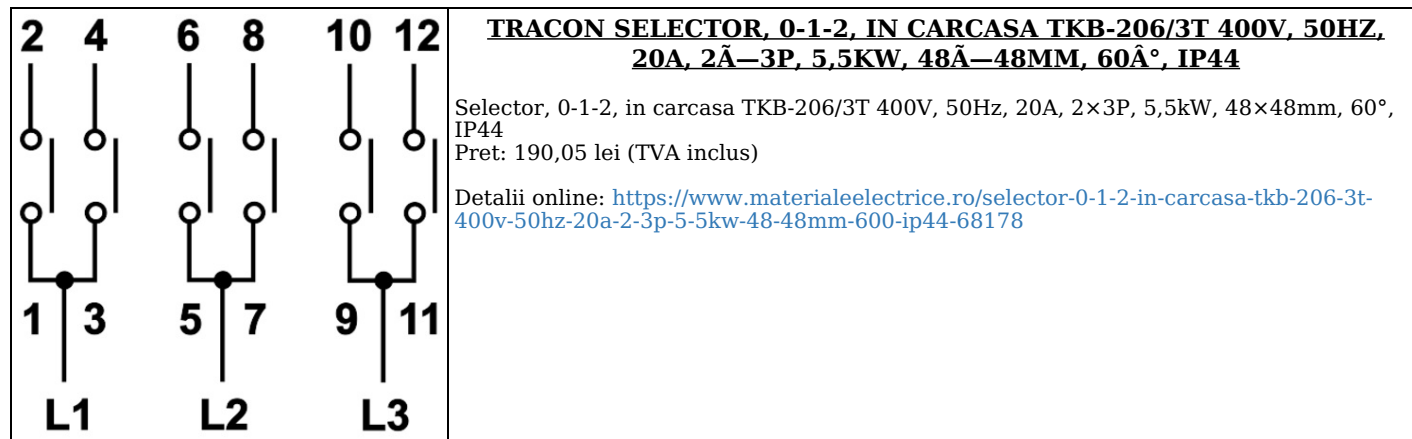 2 4 6 8 10 12
1 3 5 7 9 11
L1 L2 L3
TRACON SELECTOR, 0-1-2, IN CARCASA TKB-206/3T 400V, 50HZ,
20A, 2Ã—3P, 5,5KW, 48Ã—48MM, 60Â°, IP44
Selector, 0-1-2, in carcasa TKB-206/3T 400V, 50Hz, 20A, 2×3P, 5,5kW, 48×48mm, 60°,
IP44
Pret: 190,05 lei (TVA inclus)
Detalii online: https://www.materialeelectrice.ro/selector-0-1-2-in-carcasa-tkb-206-3t-
400v-50hz-20a-2-3p-5-5kw-48-48mm-600-ip44-68178